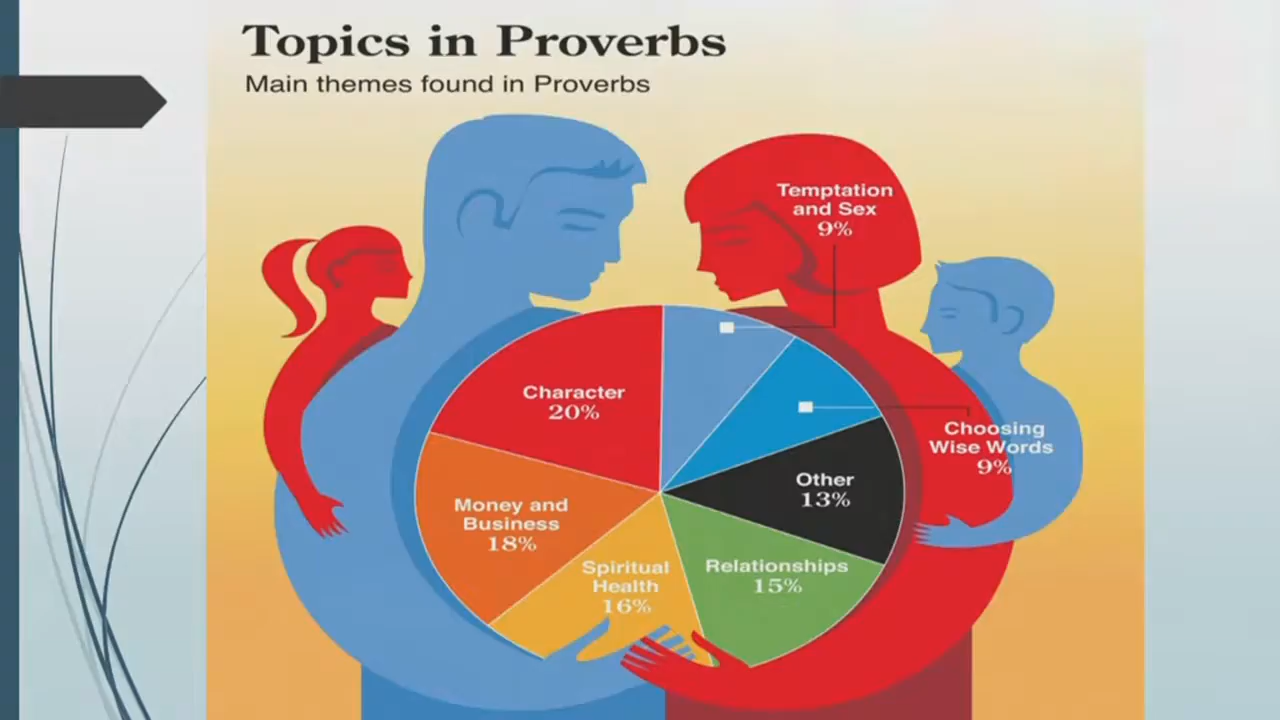 Topics in Proverbs
Main themes found in Proverbs
Temptation
and Sex
9%
Character
20%
Choosing
Wise Words
9%
Other
13%
Money and
Business
18%
Spiritual
Health
16%
Relationships
15%